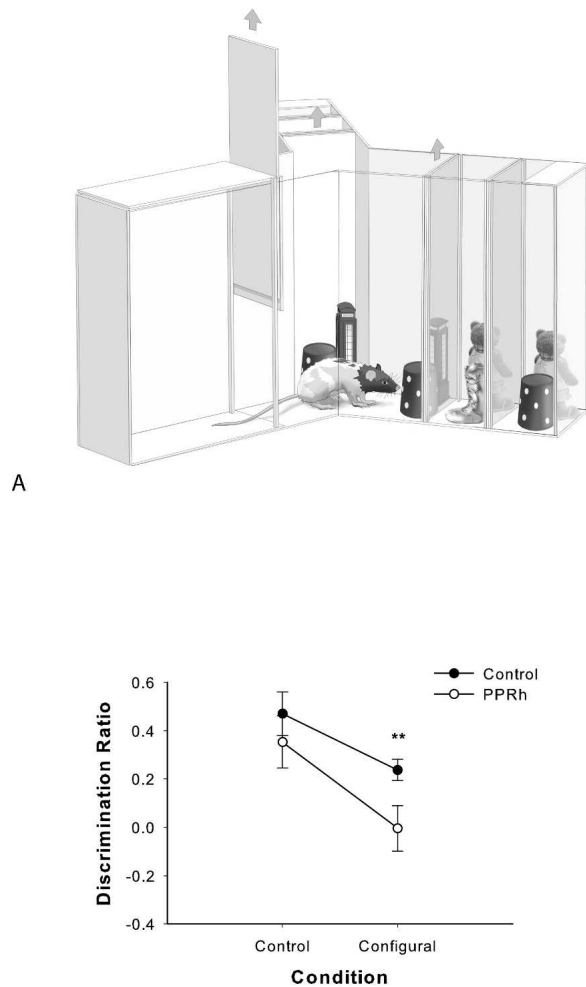 A
0.6
0.4
0.2
0.0
-0.2
-0.4
Discrimination Ratio
**
Control
PPRh
Control Configural
Condition